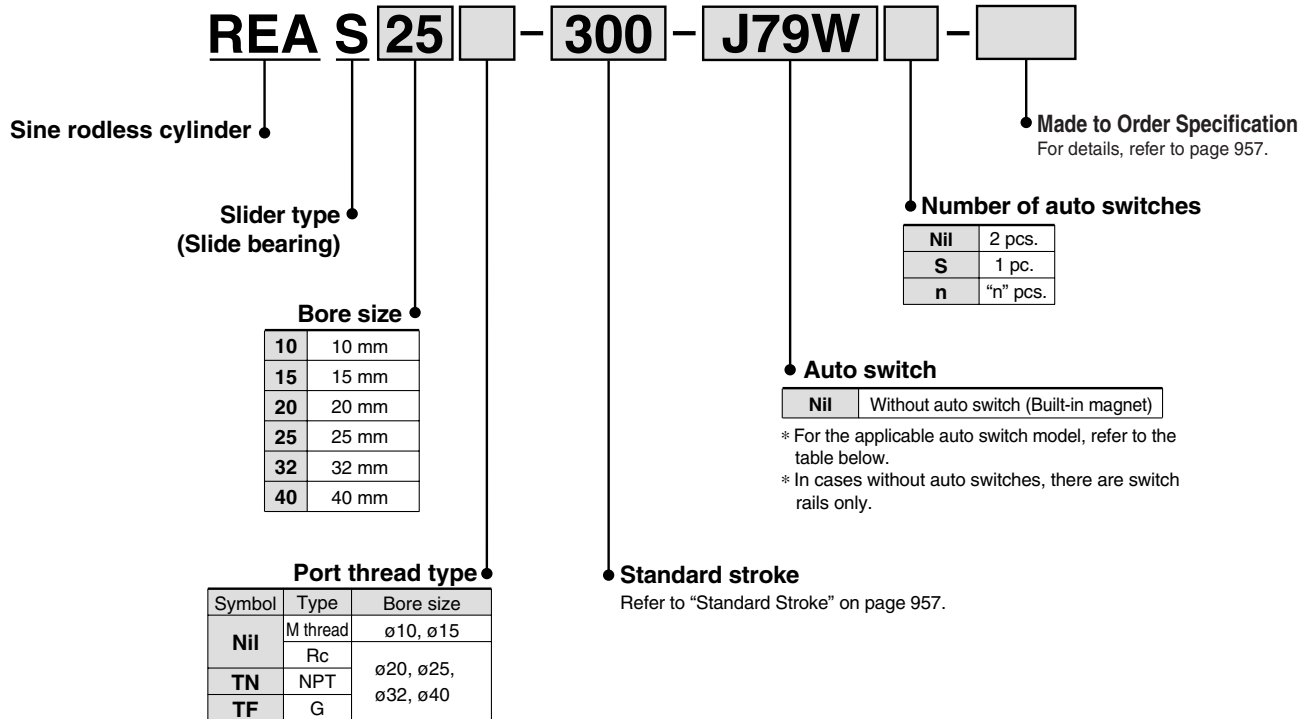 REA S 25 - 300 - J79W -
Sine rodless cylinder
Made to Order Specification
For details, refer to page 957.
Slider type
(Slide bearing)
Number of auto switches
Nil 2 pcs.
S 1 pc.
n “n” pcs.
Bore size
10 10 mm
15 15 mm
20 20 mm
25 25 mm
32 32 mm
40 40 mm
Auto switch
Nil Without auto switch (Built-in magnet)
* For the applicable auto switch model, refer to the
table below.
* In cases without auto switches, there are switch
rails only.
Port thread type
Symbol Type Bore size
Nil M thread ø10, ø15
Rc ø20, ø25,
TN NPT ø32, ø40
TF G
Standard stroke
Refer to “Standard Stroke” on page 957.